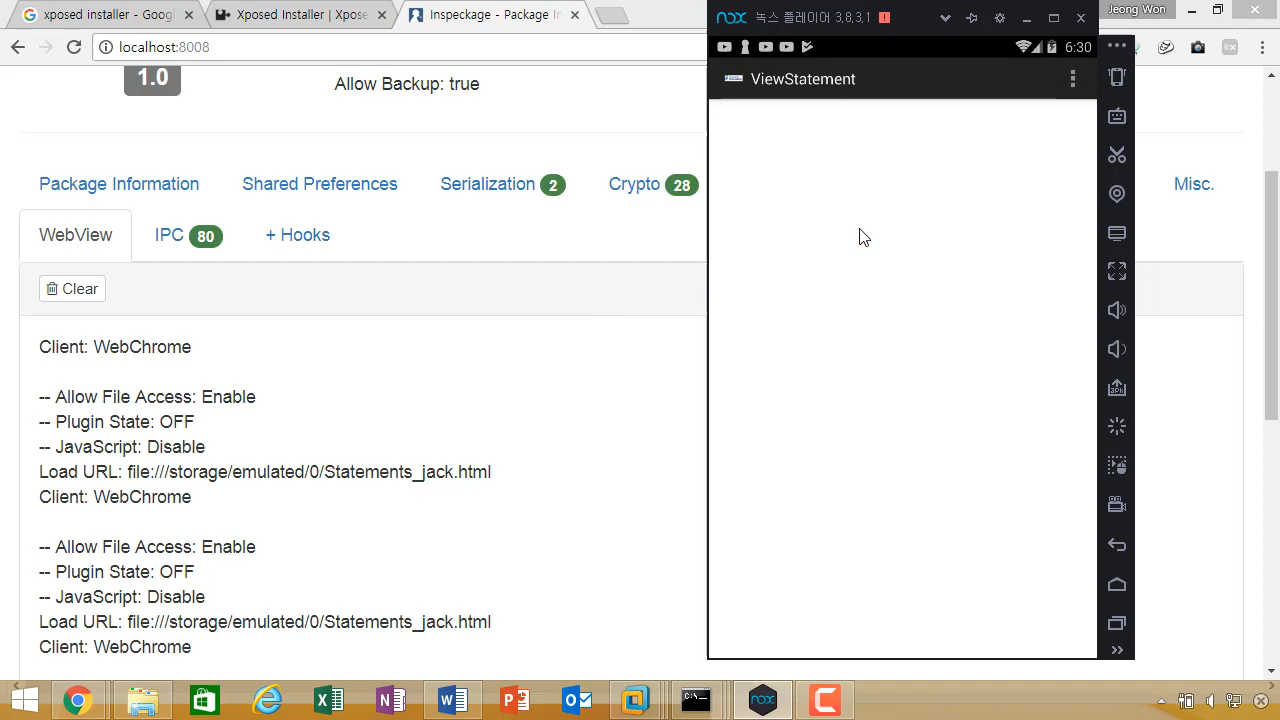 xposed installer - Googl
Xposed Installer | Xpose
Inspeckage - Package In
Jeong Won
localhost:8008
1.0
Allow Backup: true
Package Information
Shared Preferences
Serialization 2
Crypto 28
Misc.
WebView
IPC 80
+ Hooks
Clear
Client: WebChrome
-- Allow File Access: Enable
-- Plugin State: OFF
-- JavaScript: Disable
Load URL: file:///storage/emulated/0/Statements_jack.html
Client: WebChrome
-- Allow File Access: Enable
-- Plugin State: OFF
-- JavaScript: Disable
Load URL: file:///storage/emulated/0/Statements_jack.html
Client: WebChrome
nox 녹스 플레이어 3,8,3,1
6:30
ViewStatement
apk